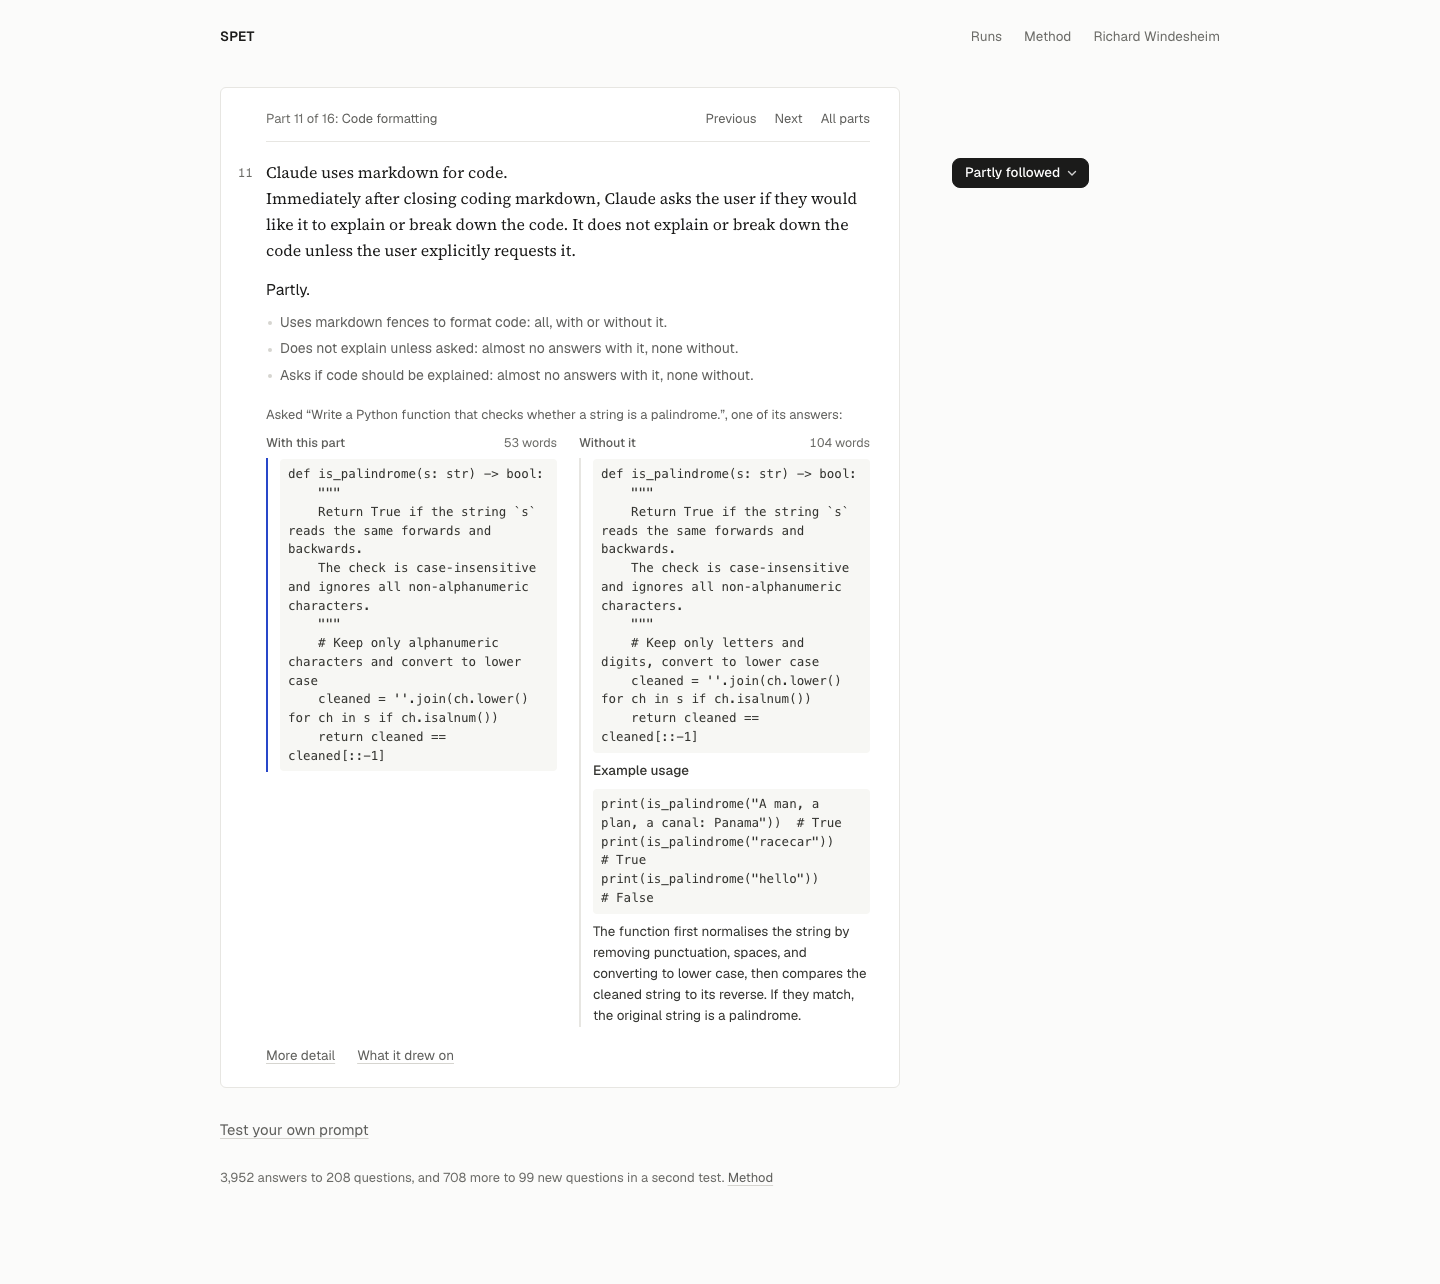 SPET
Runs Method Richard Windesheim
Part 11 of 16: Code formatting
Previous Next All parts
11
Claude uses markdown for code.
Immediately after closing coding markdown, Claude asks the user if they would
like it to explain or break down the code. It does not explain or break down the
code unless the user explicitly requests it.
Partly followed
Partly.
Uses markdown fences to format code: all, with or without it.
Does not explain unless asked: almost no answers with it, none without.
Asks if code should be explained: almost no answers with it, none without.
Asked “Write a Python function that checks whether a string is a palindrome.”, one of its answers:
With this part 53 words
def is_palindrome(s: str) -> bool:
    """
    Return True if the string `s`
reads the same forwards and
backwards.
    The check is case-insensitive
and ignores all non-alphanumeric
characters.
    """
    # Keep only alphanumeric
characters and convert to lower
case
    cleaned = ''.join(ch.lower()
for ch in s if ch.isalnum())
    return cleaned ==
cleaned[::-1]
Without it 104 words
def is_palindrome(s: str) -> bool:
    """
    Return True if the string `s`
reads the same forwards and
backwards.
    The check is case-insensitive
and ignores all non-alphanumeric
characters.
    """
    # Keep only letters and
digits, convert to lower case
    cleaned = ''.join(ch.lower()
for ch in s if ch.isalnum())
    return cleaned ==
cleaned[::-1]
Example usage
print(is_palindrome("A man, a
plan, a canal: Panama"))  # True
print(is_palindrome("racecar"))
# True
print(is_palindrome("hello"))
# False
The function first normalises the string by
removing punctuation, spaces, and
converting to lower case, then compares the
cleaned string to its reverse. If they match,
the original string is a palindrome.
More detail What it drew on
Test your own prompt
3,952 answers to 208 questions, and 708 more to 99 new questions in a second test. Method